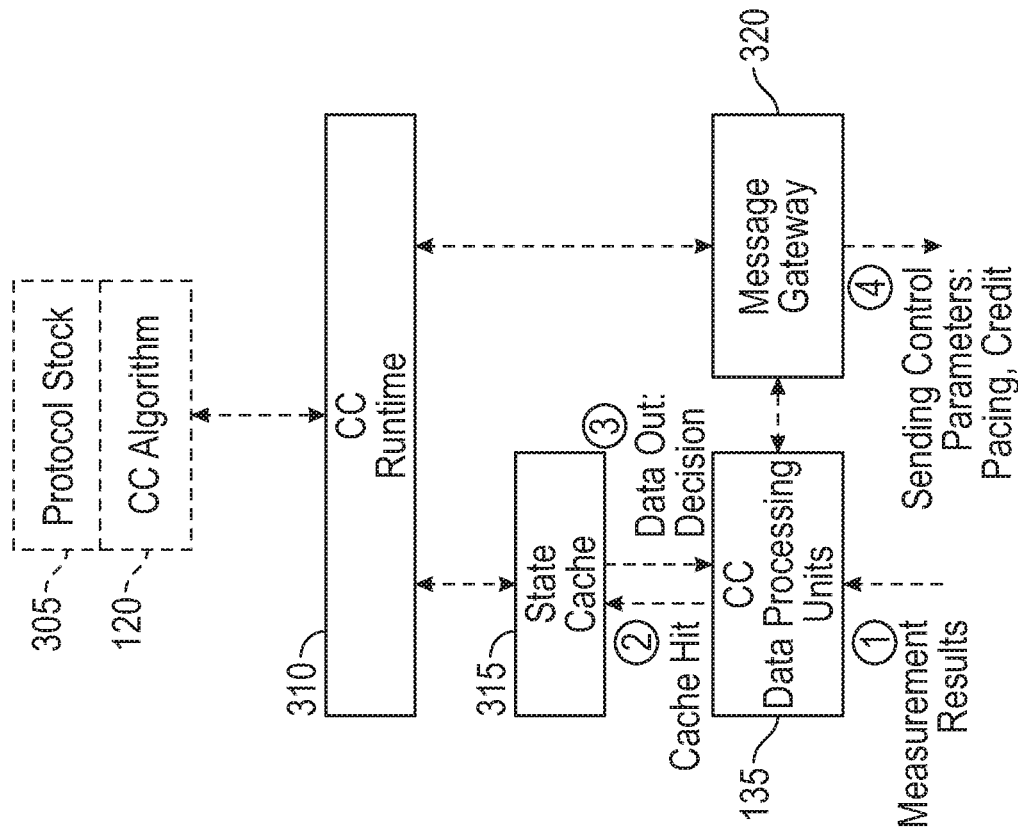 305
Protocol Stock
120
CC Algorithm
310
CC
Runtime
315
State
Cache
Cache Hit
②
③
Data Out:
Decision
135
CC
Data Processing
Units
Message
Gateway
320
①
Measurement
Results
④
Sending Control
Parameters:
Pacing, Credit